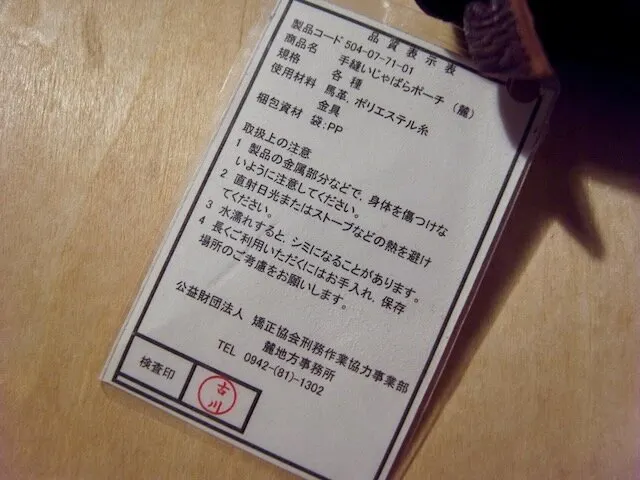 品質表示表
製品コード 504-07-71-01
商品名 手縫いじゃばらポーチ (麓)
規格 各種
使用材料 馬革，ポリエステル糸
金具
梱包資材 袋:PP
取扱上の注意
1 製品の金属部分などで，身体を傷つけな
いように注意してください。
2 直射日光またはストーブなどの熱を避け
てください。
3 水濡れすると，シミになることがあります。
4 長くご利用いただくにはお手入れ，保存
場所のご考慮をお願いします。
公益財団法人 矯正協会刑務作業協力事業部
麓地方事務所
TEL 0942-(81)-1302
検査印 古川